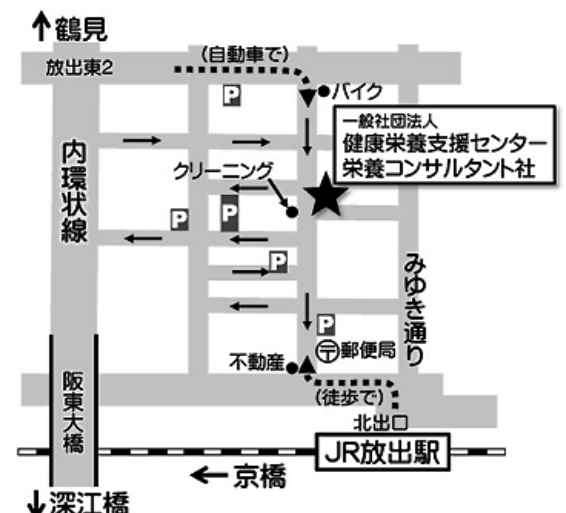 鶴見
放出東2
(自動車で)
P
バイク
一般社団法人
健康栄養支援センター
栄養コンサルタント社
内環状線
クリーニング
P
P
P
みゆき通り
P
〒郵便局
不動産
(徒歩で)
阪東大橋
北出口
JR放出駅
京橋
深江橋